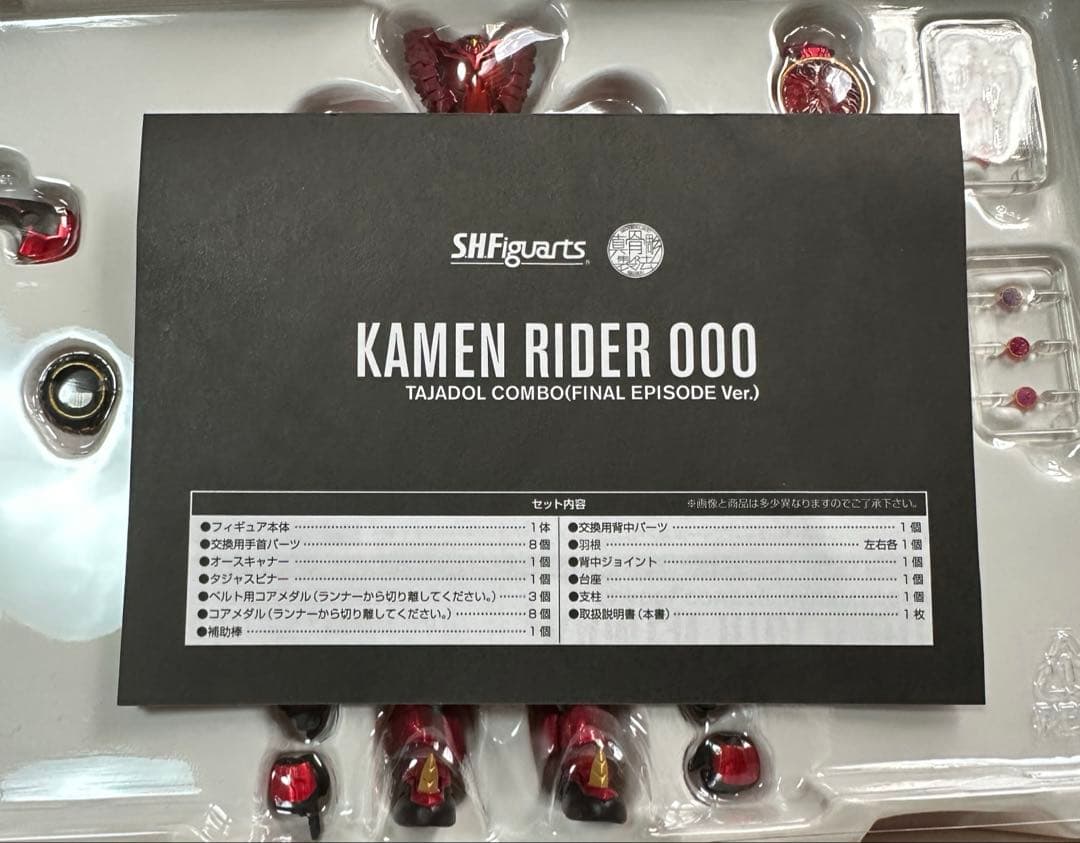 S.H.Figuarts
真骨彫製法
KAMEN RIDER OOO
TAJADOL COMBO(FINAL EPISODE Ver.)
セット内容 ※画像と商品は多少異なりますのでご了承下さい。
●フィギュア本体 1体
●交換用手首パーツ 8個
●オースキャナー 1個
●タジャスピナー 1個
●ベルト用コアメダル(ランナーから切り離してください。) 3個
●コアメダル(ランナーから切り離してください。) 8個
●補助棒 1個
●交換用背中パーツ 1個
●羽根 左右各1個
●背中ジョイント 1個
●台座 1個
●支柱 1個
●取扱説明書(本書) 1枚